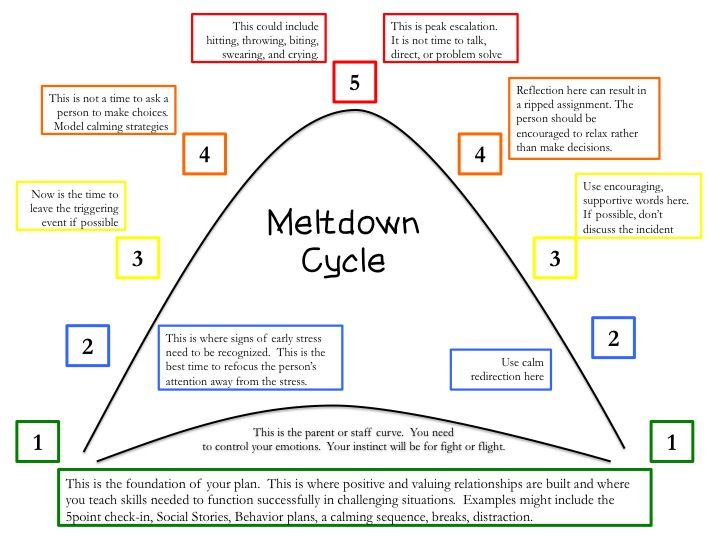 This could include
hitting, throwing, biting,
swearing, and crying.
This is peak escalation.
It is not time to talk,
direct, or problem solve
5
This is not a time to ask a
person to make choices.
Model calming strategies
4
4
Reflection here can result in
a ripped assignment. The
person should be
encouraged to relax rather
than make decisions.
Now is the time to
leave the triggering
event if possible
3
Meltdown
Cycle
3
Use encouraging,
supportive words here.
If possible, don't
discuss the incident
2
This is where signs of early stress
need to be recognized. This is the
best time to refocus the person's
attention away from the stress.
Use calm
redirection here
2
1
This is the parent or staff curve. You need
to control your emotions. Your instinct will be for fight or flight.
1
This is the foundation of your plan. This is where positive and valuing relationships are built and where
you teach skills needed to function successfully in challenging situations. Examples might include the
5point check-in, Social Stories, Behavior plans, a calming sequence, breaks, distraction.